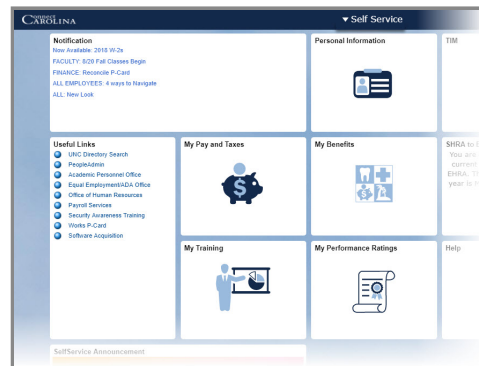 Connect
CAROLINA
Self Service
Notification
Now Available: 2018 W-2s
FACULTY: 8/20 Fall Classes Begin
FINANCE: Reconcile P-Card
ALL EMPLOYEES: 4 ways to Navigate
ALL: New Look
Personal Information
TIM
Useful Links
UNC Directory Search
PeopleAdmin
Academic Personnel Office
Equal Employment/ADA Office
Office of Human Resources
Payroll Services
Security Awareness Training
Works P-Card
Software Acquisition
My Pay and Taxes
$
My Benefits
$
SHRA to
You are
current
EHRA.
year is
My Training
My Performance Ratings
Help
SelfService Announcement